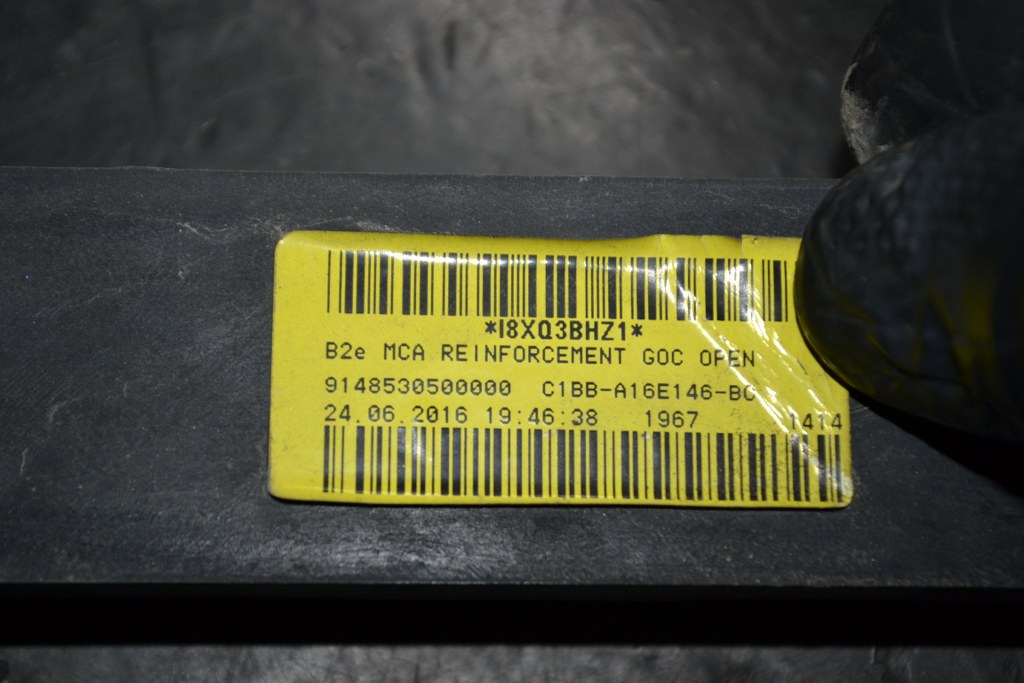 *I8XQ3BHZ1*
B2e MCA REINFORCEMENT GOC OPEN
9148530500000 C1BB-A16E146-BC
24.06.2016 19:46:38 1967 1414